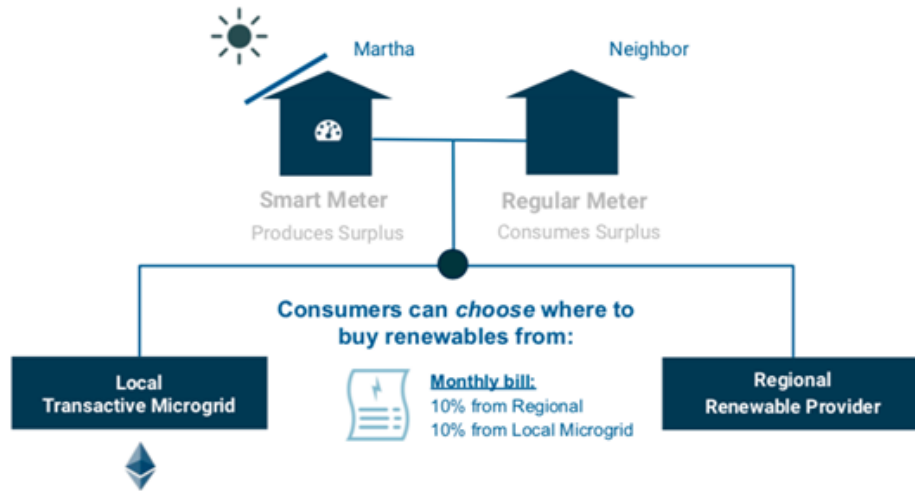 Martha
Neighbor
Smart Meter
Produces Surplus
Regular Meter
Consumes Surplus
Consumers can choose where to
buy renewables from:
Local
Transactive Microgrid
Monthly bill:
10% from Regional
10% from Local Microgrid
Regional
Renewable Provider